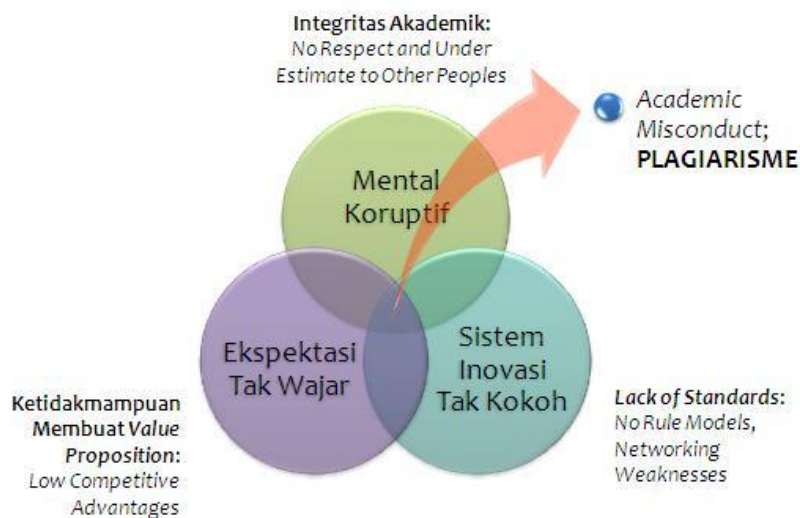 Integritas Akademik:
No Respect and Under
Estimate to Other Peoples
Academic
Misconduct;
PLAGIARISME
Mental
Koruptif
Ekspektasi
Tak Wajar
Sistem
Inovasi
Tak Kokoh
Ketidakmampuan
Membuat Value
Proposition:
Low Competitive
Advantages
Lack of Standards:
No Rule Models,
Networking
Weaknesses